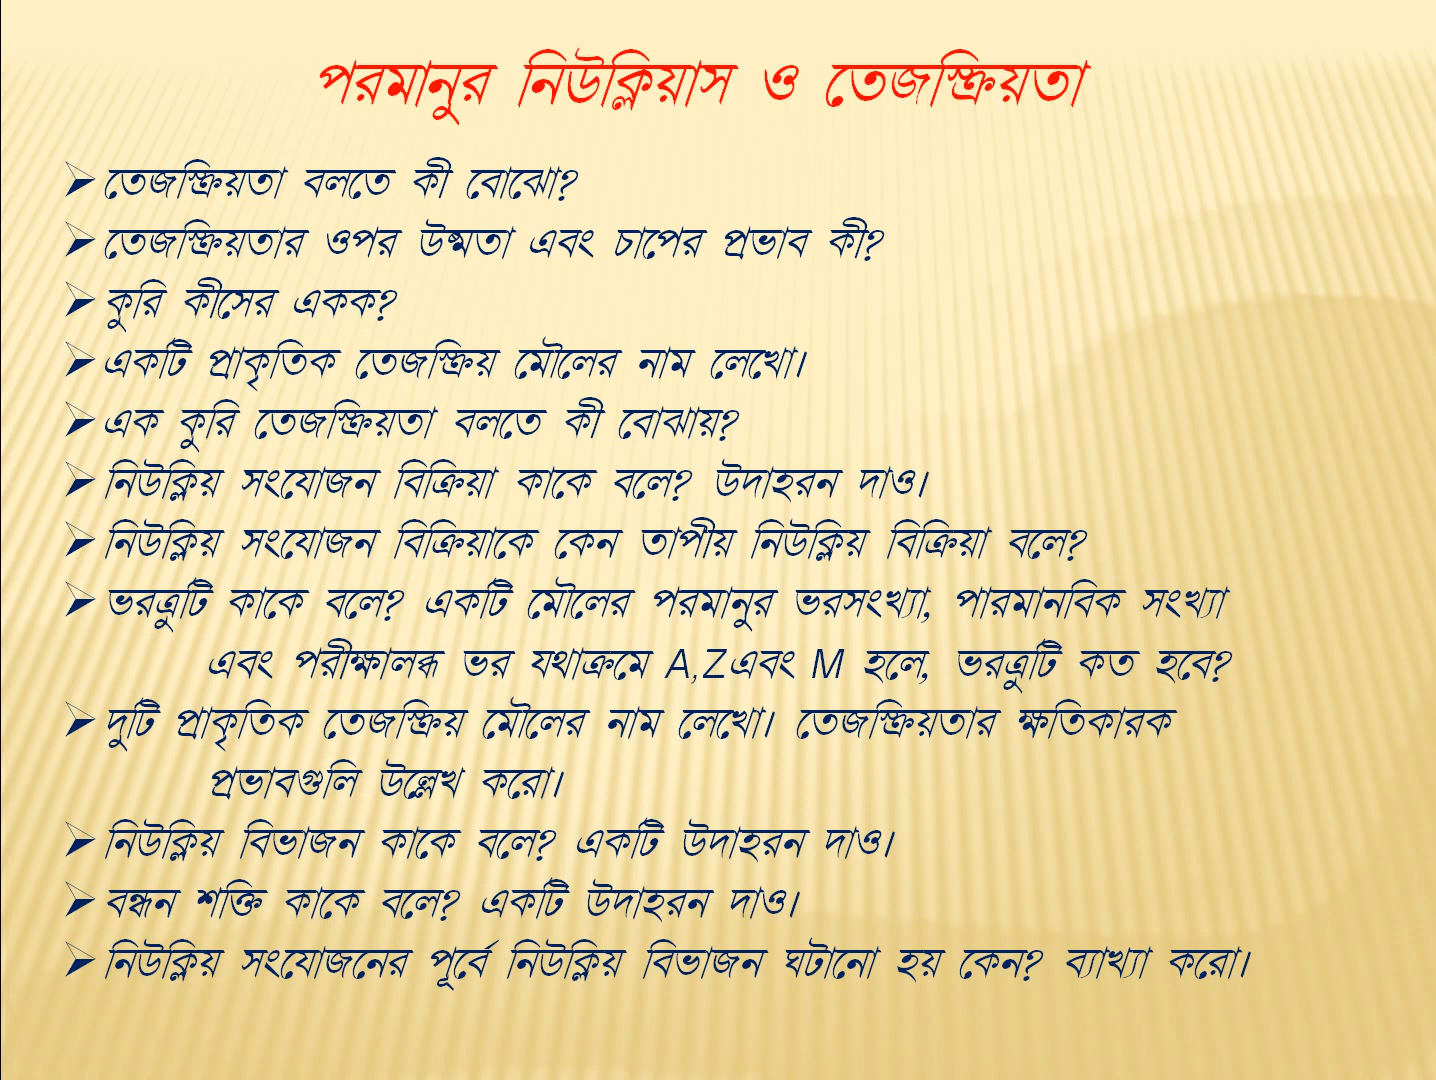 পরমানুর নিউক্লিয়াস ও তেজস্ক্রিয়তা
➢ তেজস্ক্রিয়তা বলতে কী বোঝো?
➢ তেজস্ক্রিয়তার ওপর উষ্মতা এবং চাপের প্রভাব কী?
➢ কুরি কীসের একক?
➢ একটি প্রাকৃতিক তেজস্ক্রিয় মৌলের নাম লেখো।
➢ এক কুরি তেজস্ক্রিয়তা বলতে কী বোঝায়?
➢ নিউক্লিয় সংযোজন বিক্রিয়া কাকে বলে? উদাহরন দাও।
➢ নিউক্লিয় সংযোজন বিক্রিয়াকে কেন তাপীয় নিউক্লিয় বিক্রিয়া বলে?
➢ ভরত্রুটি কাকে বলে? একটি মৌলের পরমানুর ভরসংখ্যা, পারমানবিক সংখ্যা
এবং পরীক্ষালব্ধ ভর যথাক্রমে A,Zএবং M হলে, ভরত্রুটি কত হবে?
➢ দুটি প্রাকৃতিক তেজস্ক্রিয় মৌলের নাম লেখো। তেজস্ক্রিয়তার ক্ষতিকারক
প্রভাবগুলি উল্লেখ করো।
➢ নিউক্লিয় বিভাজন কাকে বলে? একটি উদাহরন দাও।
➢ বন্ধন শক্তি কাকে বলে? একটি উদাহরন দাও।
➢ নিউক্লিয় সংযোজনের পূর্বে নিউক্লিয় বিভাজন ঘটানো হয় কেন? ব্যাখ্যা করো।